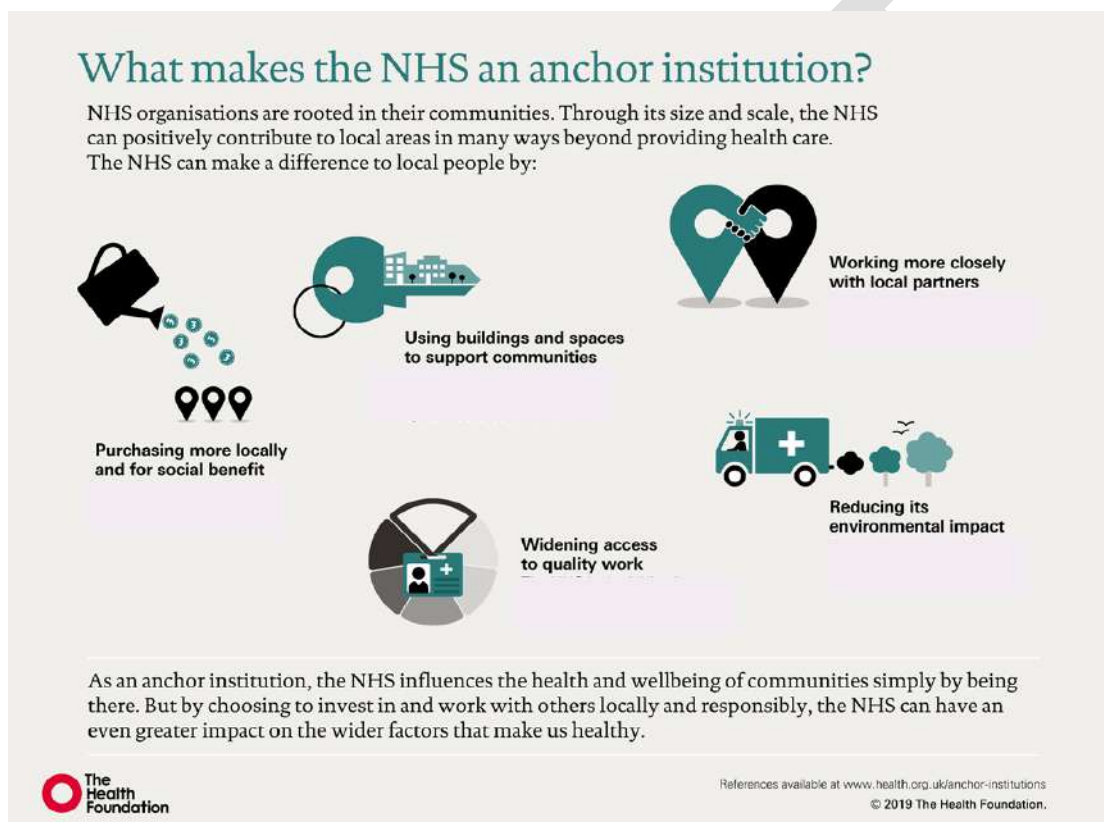 What makes the NHS an anchor institution?
NHS organisations are rooted in their communities. Through its size and scale, the NHS
can positively contribute to local areas in many ways beyond providing health care.
The NHS can make a difference to local people by:
Working more closely
with local partners
Using buildings and spaces
to support communities
Purchasing more locally
and for social benefit
Reducing its
environmental impact
Widening access
to quality work
As an anchor institution, the NHS influences the health and wellbeing of communities simply by being
there. But by choosing to invest in and work with others locally and responsibly, the NHS can have an
even greater impact on the wider factors that make us healthy.
The
Health
Foundation
References available at www.health.org.uk/anchor-institutions
© 2019 The Health Foundation.